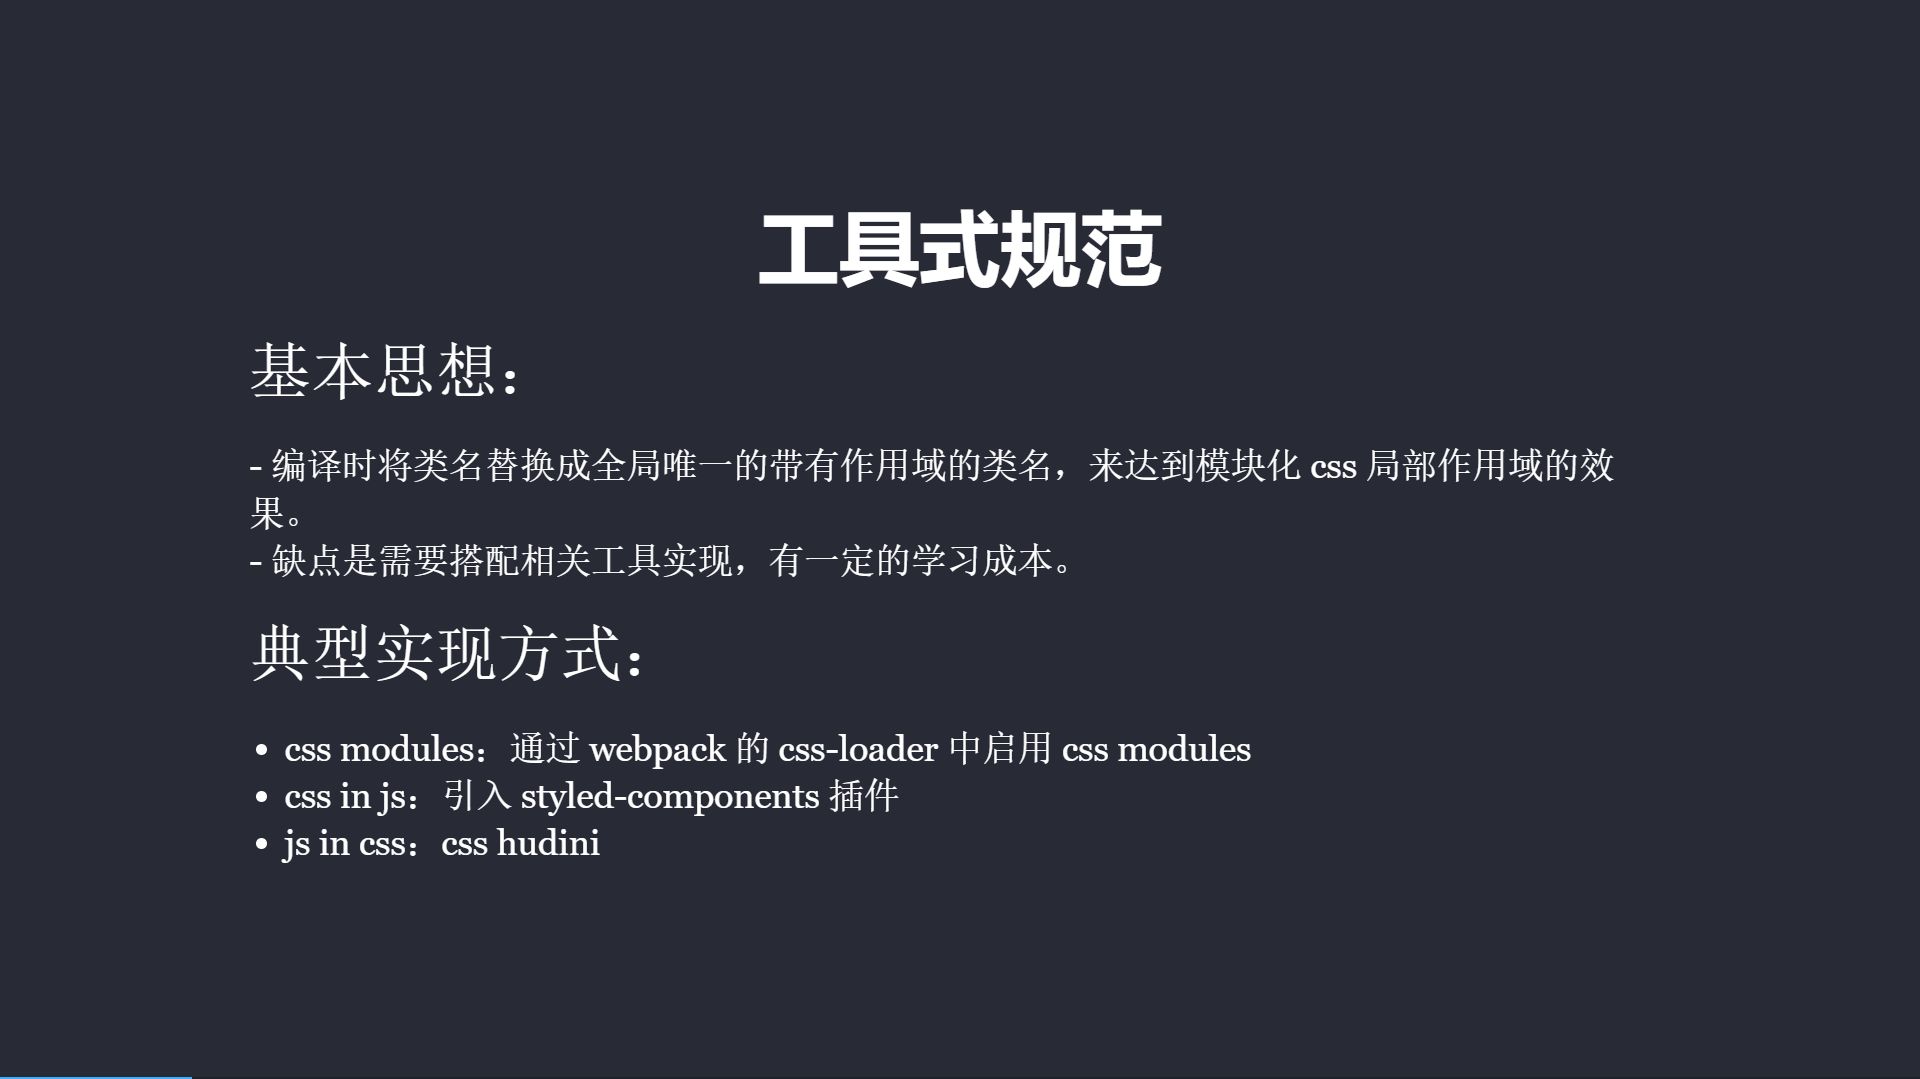 工具式规范
基本思想：
- 编译时将类名替换成全局唯一的带有作用域的类名，来达到模块化 css 局部作用域的效
果。
- 缺点是需要搭配相关工具实现，有一定的学习成本。
典型实现方式：
• css modules：通过 webpack 的 css-loader 中启用 css modules
• css in js：引入 styled-components 插件
• js in css：css hudini